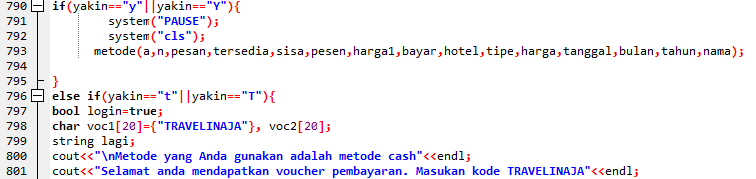 790 if(yakin=="y"||yakin=="Y"){
791 system("PAUSE");
792 system("cls");
793 metode(a,n,pesan,tersedia,sisa,pesen,harga1,bayar,hotel,tipe,harga,tanggal,bulan,tahun,nama);
794
795 }
796 else if(yakin=="t"||yakin=="T"){
797 bool login=true;
798 char voc1[20]={"TRAVELINAJA"}, voc2[20];
799 string lagi;
800 cout<<"\nMetode yang Anda gunakan adalah metode cash"<<endl;
801 cout<<"Selamat anda mendapatkan voucher pembayaran. Masukan kode TRAVELINAJA"<<endl;